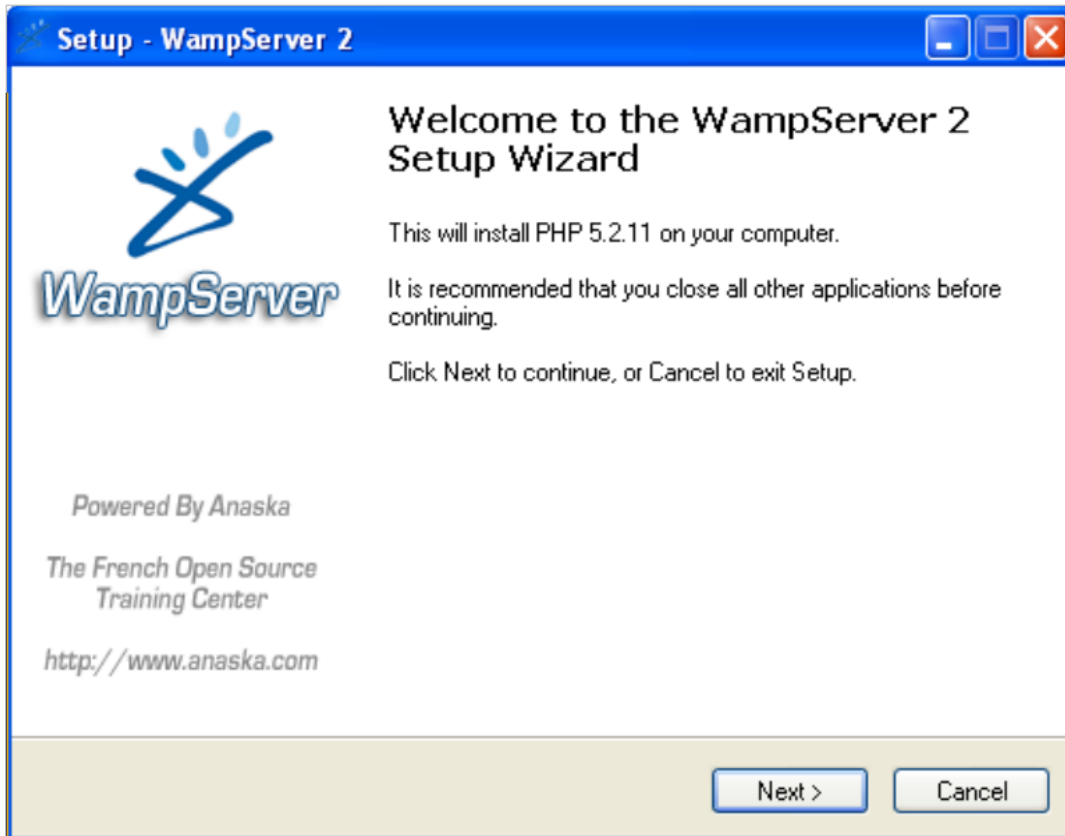 Setup - WampServer 2
Welcome to the WampServer 2
Setup Wizard
This will install PHP 5.2.11 on your computer.
It is recommended that you close all other applications before
continuing.
Click Next to continue, or Cancel to exit Setup.
WampServer
Powered By Anaska
The French Open Source
Training Center
http://www.anaska.com
Next >
Cancel